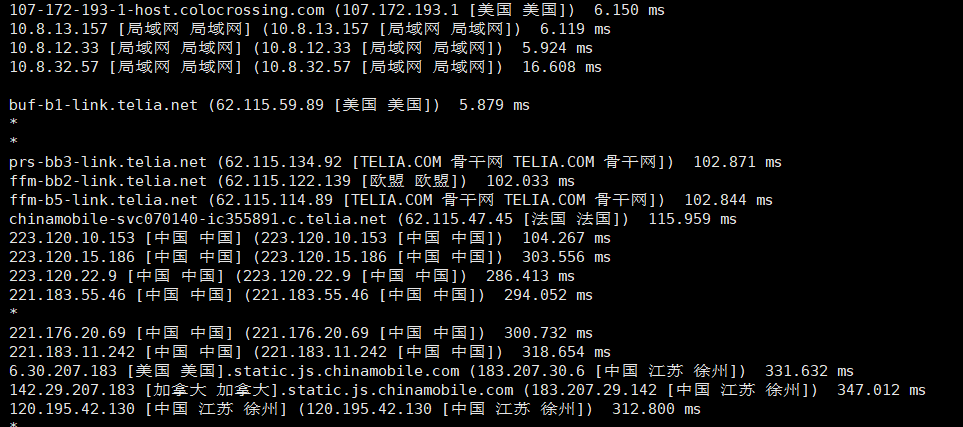 107-172-193-1-host.colocrossing.com (107.172.193.1 [美国 美国])  6.150 ms
10.8.13.157 [局域网 局域网] (10.8.13.157 [局域网 局域网])  6.119 ms
10.8.12.33 [局域网 局域网] (10.8.12.33 [局域网 局域网])  5.924 ms
10.8.32.57 [局域网 局域网] (10.8.32.57 [局域网 局域网])  16.608 ms
buf-b1-link.telia.net (62.115.59.89 [美国 美国])  5.879 ms
*
*
prs-bb3-link.telia.net (62.115.134.92 [TELIA.COM 骨干网 TELIA.COM 骨干网])  102.871 ms
ffm-bb2-link.telia.net (62.115.122.139 [欧盟 欧盟])  102.033 ms
ffm-b5-link.telia.net (62.115.114.89 [TELIA.COM 骨干网 TELIA.COM 骨干网])  102.844 ms
chinamobile-svc070140-ic355891.c.telia.net (62.115.47.45 [法国 法国])  115.959 ms
223.120.10.153 [中国 中国] (223.120.10.153 [中国 中国])  104.267 ms
223.120.15.186 [中国 中国] (223.120.15.186 [中国 中国])  303.556 ms
223.120.22.9 [中国 中国] (223.120.22.9 [中国 中国])  286.413 ms
221.183.55.46 [中国 中国] (221.183.55.46 [中国 中国])  294.052 ms
*
221.176.20.69 [中国 中国] (221.176.20.69 [中国 中国])  300.732 ms
221.183.11.242 [中国 中国] (221.183.11.242 [中国 中国])  318.654 ms
6.30.207.183 [美国 美国].static.js.chinamobile.com (183.207.30.6 [中国 江苏 徐州])  331.632 ms
142.29.207.183 [加拿大 加拿大].static.js.chinamobile.com (183.207.29.142 [中国 江苏 徐州])  347.012 ms
120.195.42.130 [中国 江苏 徐州] (120.195.42.130 [中国 江苏 徐州])  312.800 ms
*